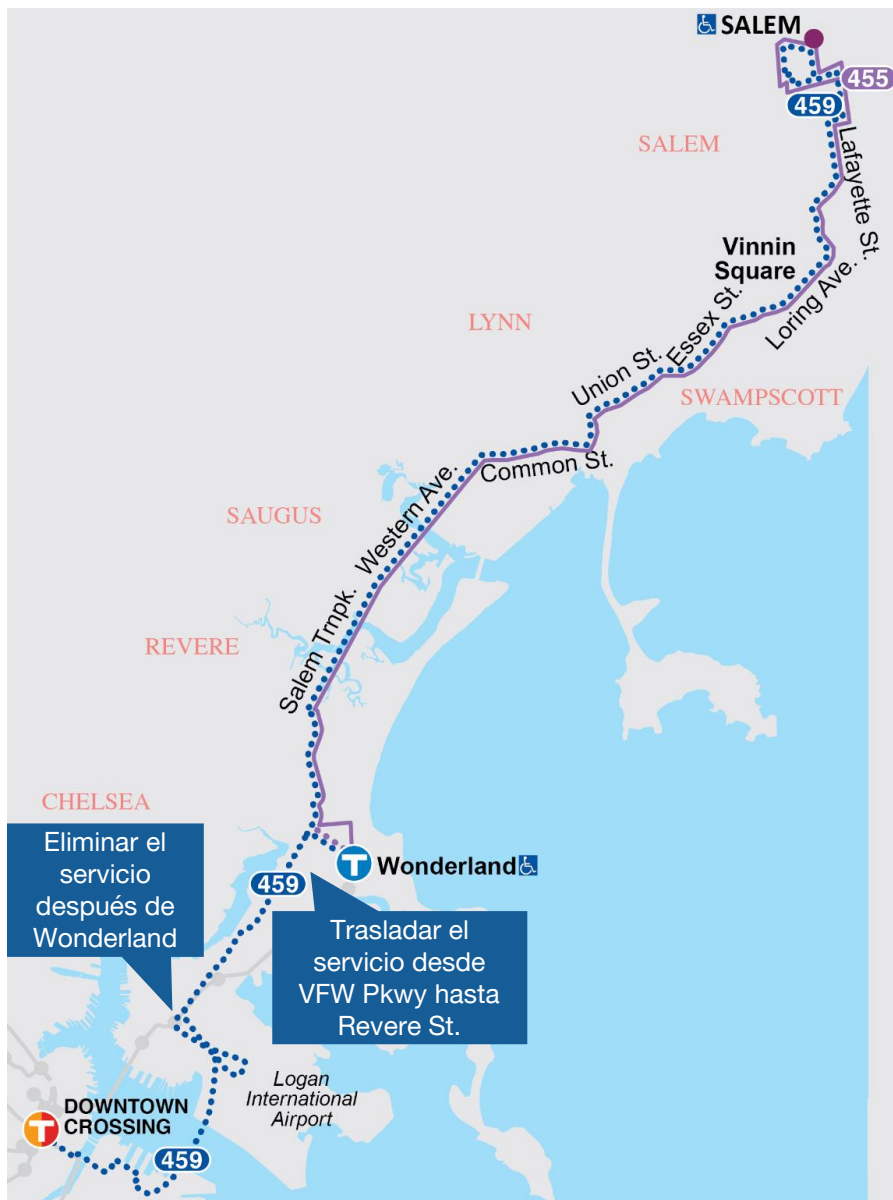 SALEM
455
459
SALEM
Lafayette St.
Vinnin
Square
Loring Ave.
Essex St.
LYNN
Union St.
SWAMPSCOTT
Common St.
Western Ave.
SAUGUS
Salem Trnpk.
REVERE
CHELSEA
Eliminar el
servicio
después de
Wonderland
T
Wonderland
459
Trasladar el
servicio desde
VFW Pkwy hasta
Revere St.
Logan
International
Airport
T
DOWNTOWN
CROSSING
459